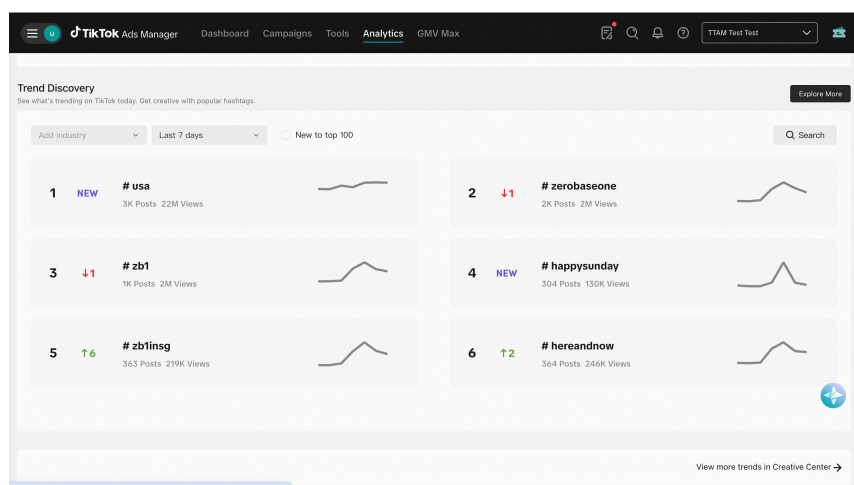 U TikTok Ads Manager Dashboard Campaigns Tools Analytics GMV Max TTAM Test Test
Trend Discovery
See what's trending on TikTok today. Get creative with popular hashtags.
Explore More
Add industry Last 7 days New to top 100 Search
1 NEW # usa
3K Posts 22M Views
2 ↓1 # zerobaseone
2K Posts 2M Views
3 ↓1 # zb1
1K Posts 2M Views
4 NEW # happysunday
304 Posts 130K Views
5 ↑6 # zb1insg
363 Posts 219K Views
6 ↑2 # hereandnow
364 Posts 246K Views
View more trends in Creative Center →